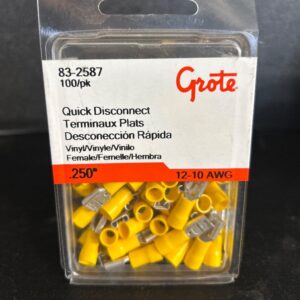 83-2587
100/pk
Grote
Quick Disconnect
Terminaux Plats
Desconección Rápida
Vinyl/Vinyle/Vinilo
Female/Femelle/Hembra
.250" 12-10 AWG